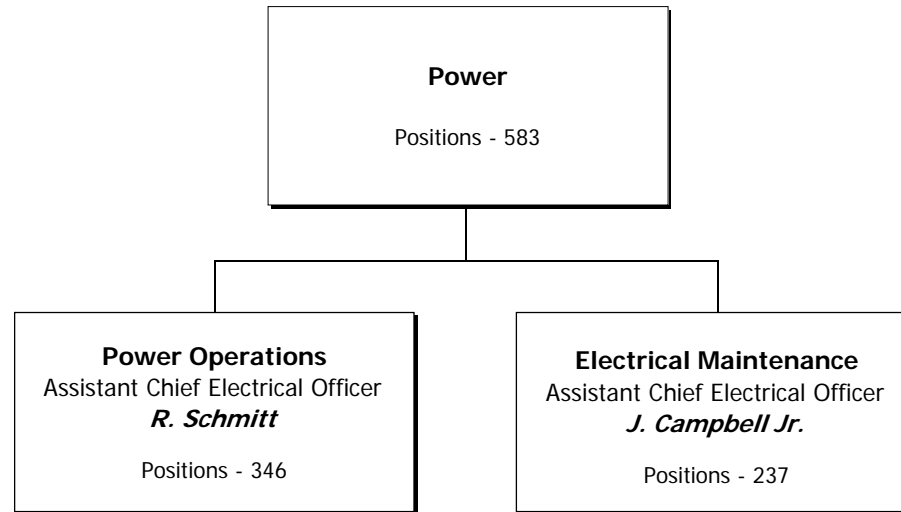 Power
Positions - 583
Power Operations
Assistant Chief Electrical Officer
R. Schmitt
Positions - 346
Electrical Maintenance
Assistant Chief Electrical Officer
J. Campbell Jr.
Positions - 237